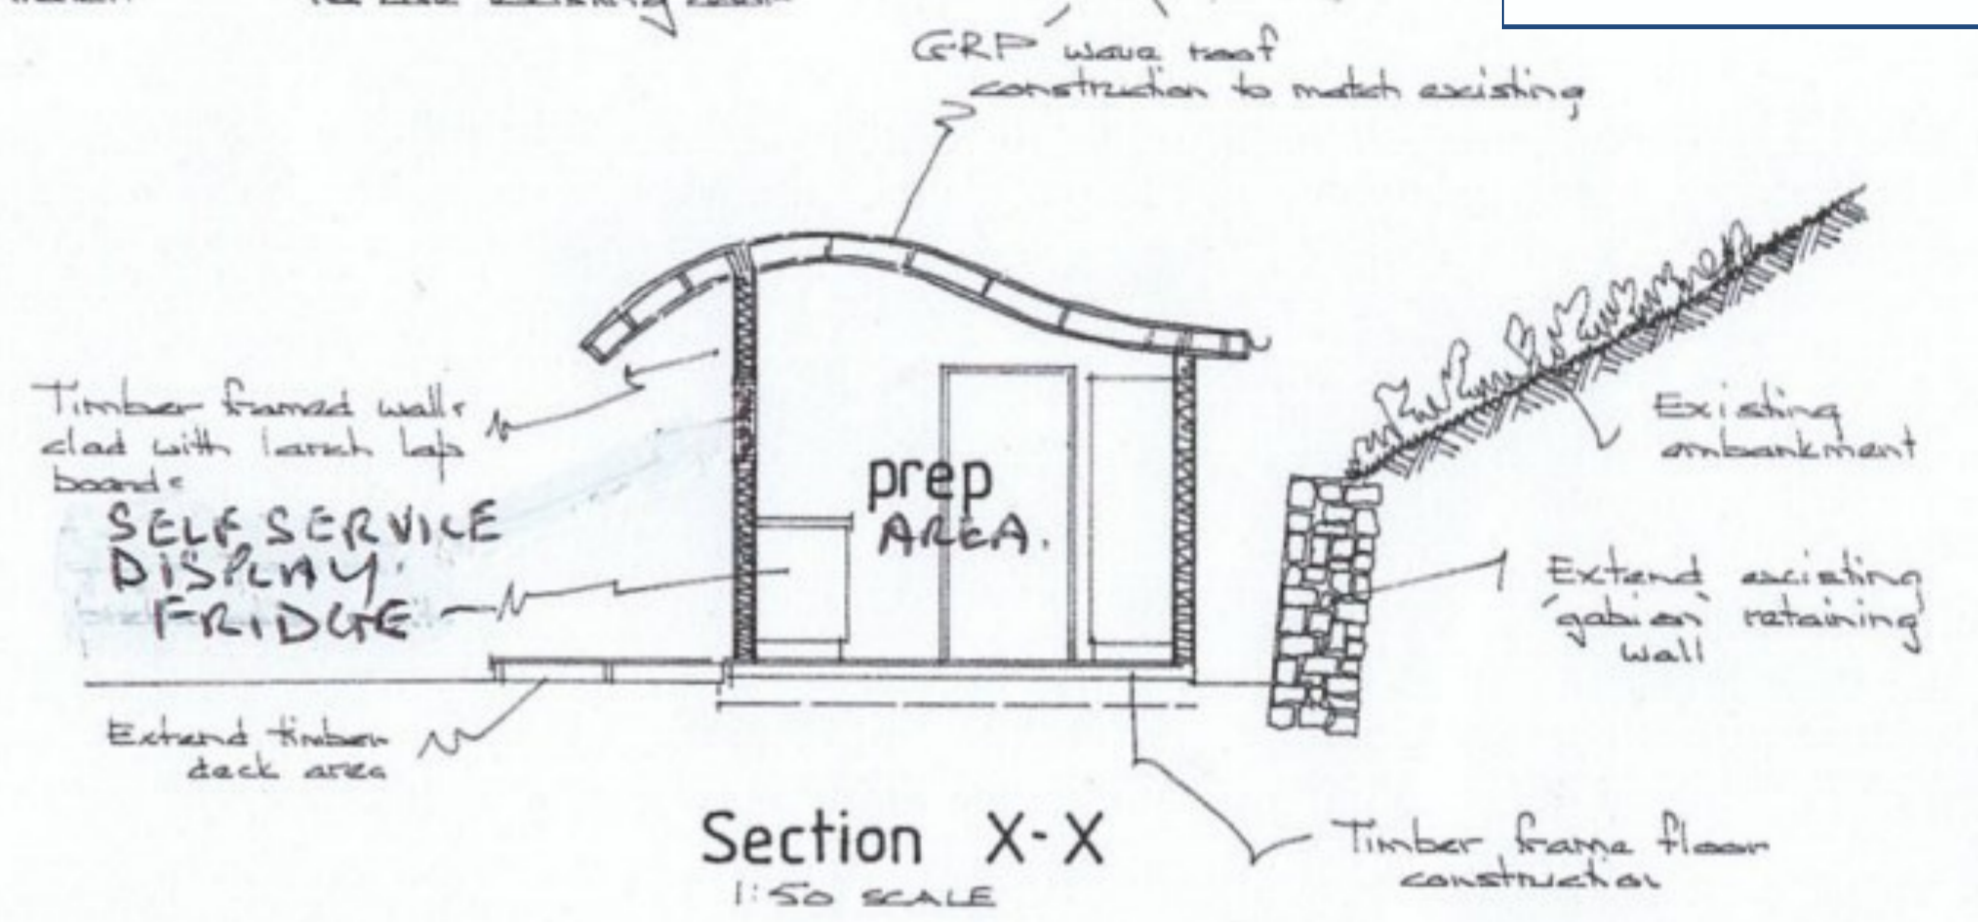 GRP wave roof
construction to match existing
Timber framed walls
clad with larch lap
boards
SELF SERVICE
DISPLAY.
FRIDGE
prep
AREA.
Existing
embankment
Extend existing
'gabion' retaining
wall
Extend timber
deck area
Section X-X
1:50 SCALE
Timber frame floor
construction